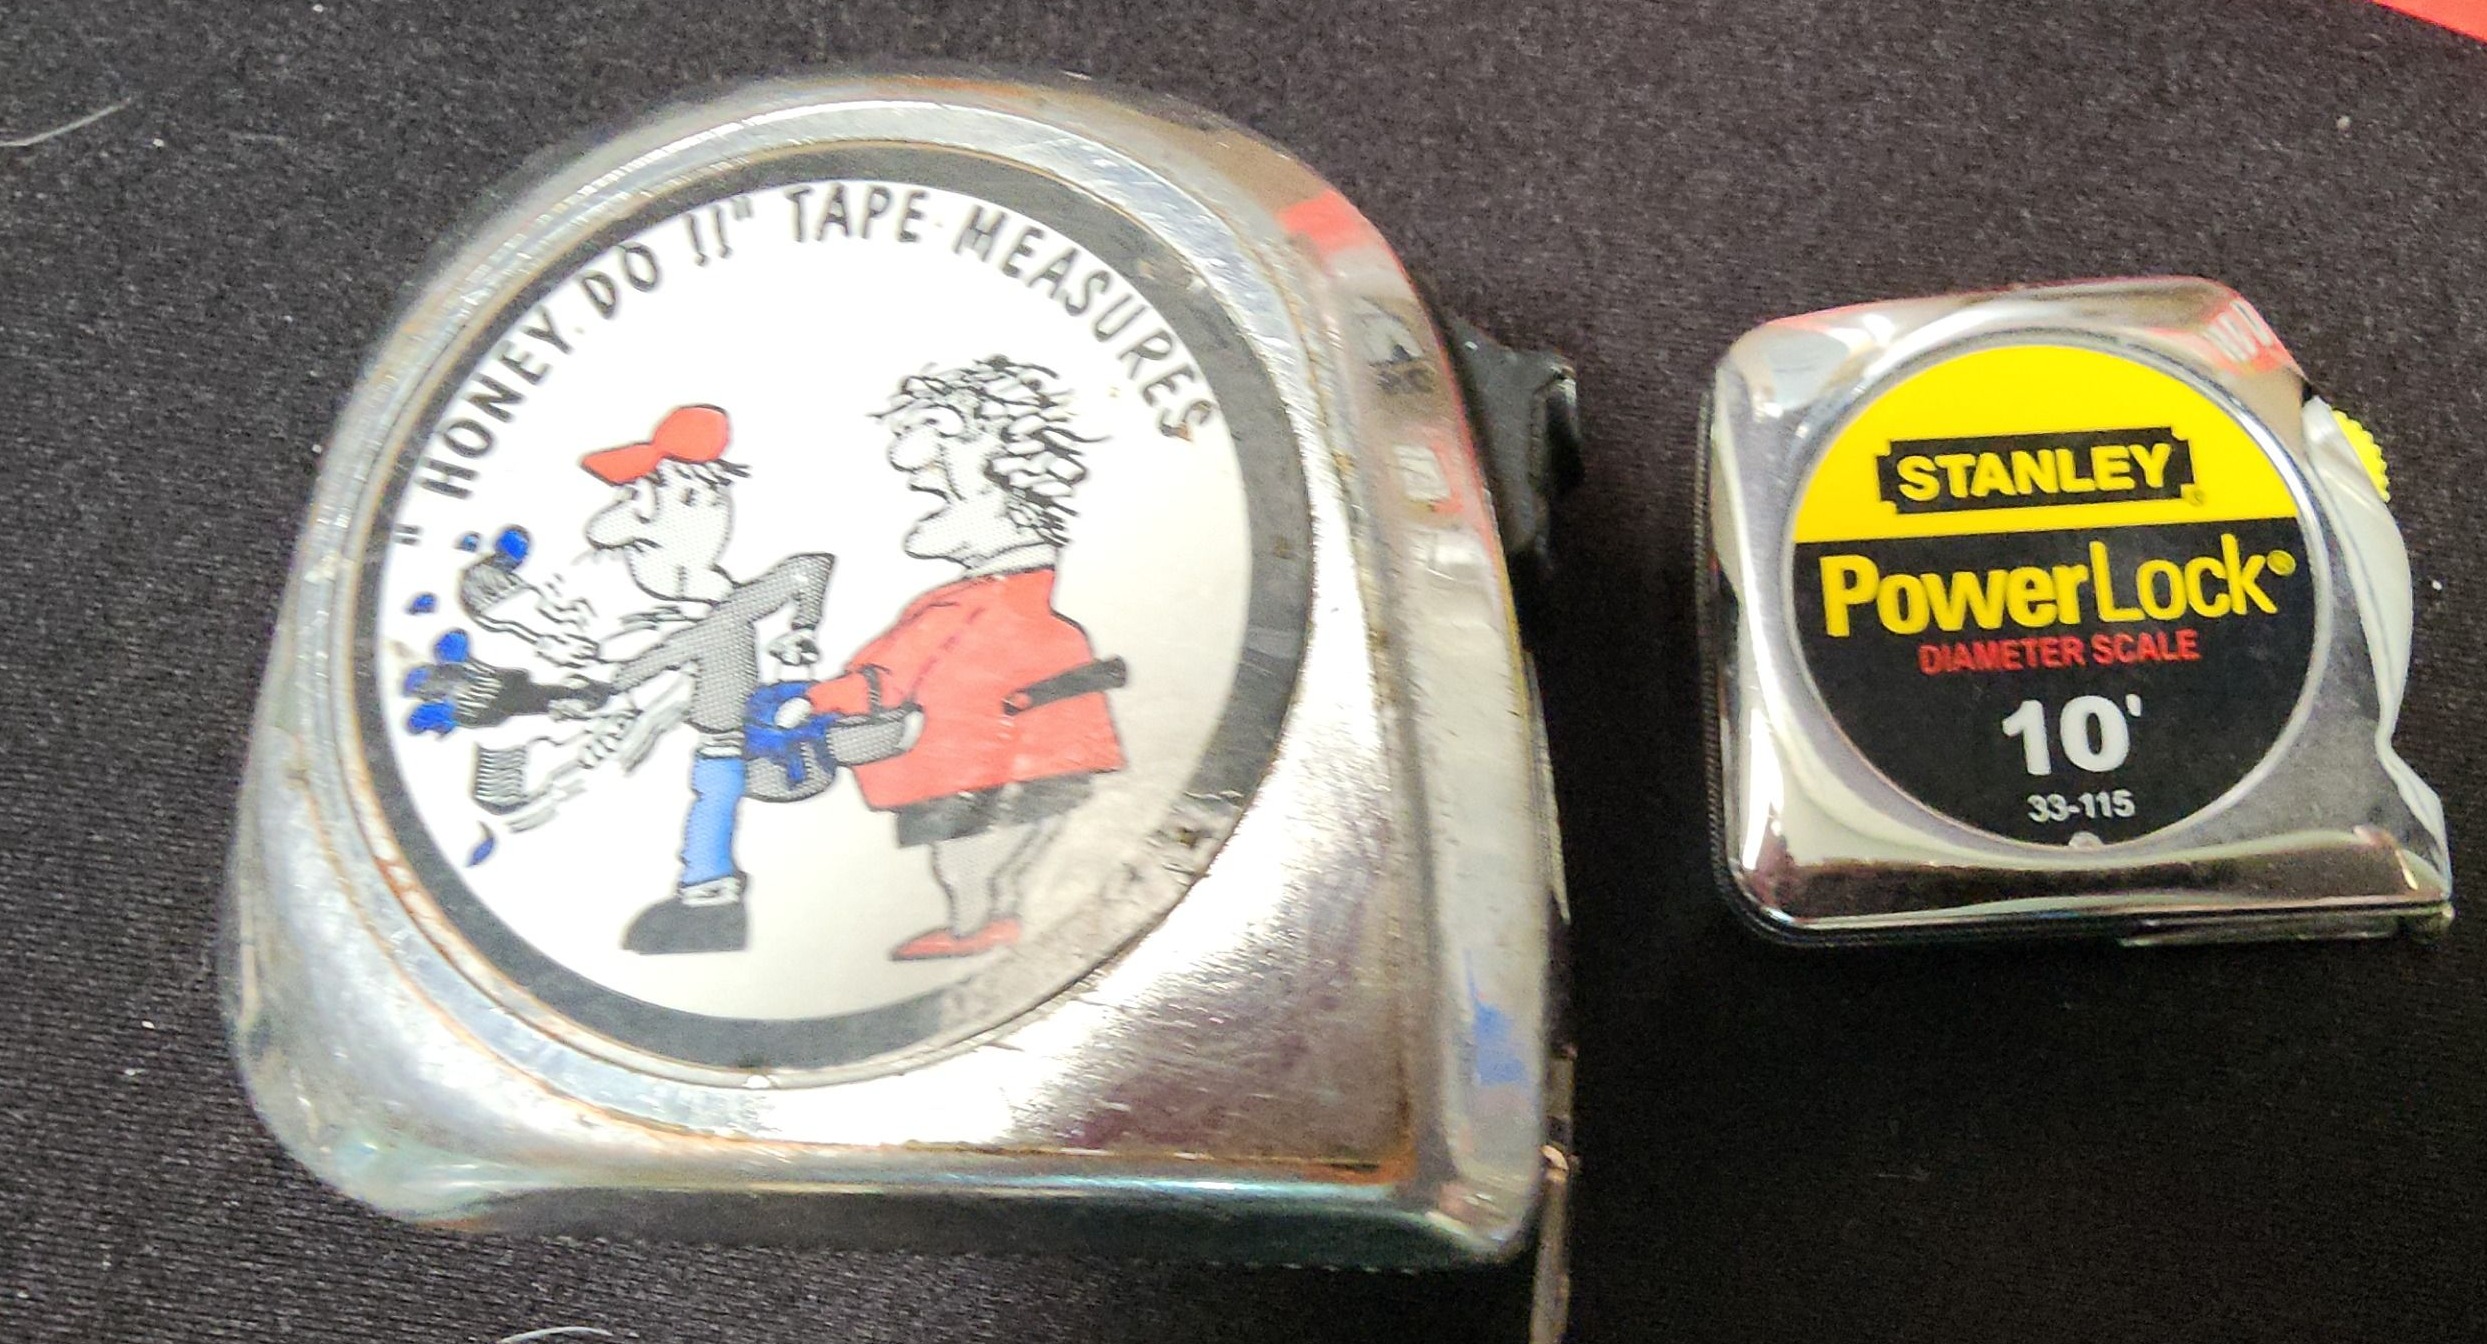 "HONEY DO !!" TAPE MEASURES
STANLEY®
PowerLock®
DIAMETER SCALE
10'
33-115